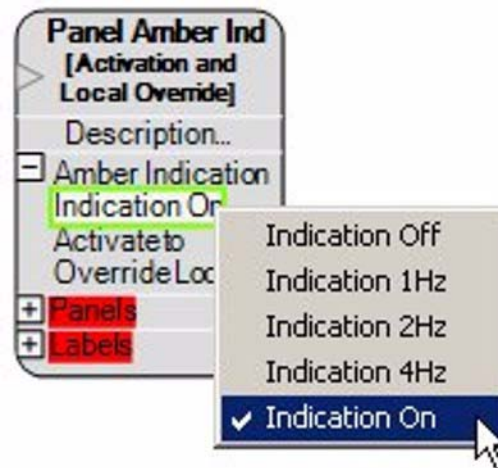 Panel Amber Ind
[Activation and
Local Override]
Description...
Amber Indication
Indication On
Activate to
Override Loc
Panels
Labels
Indication Off
Indication 1Hz
Indication 2Hz
Indication 4Hz
Indication On